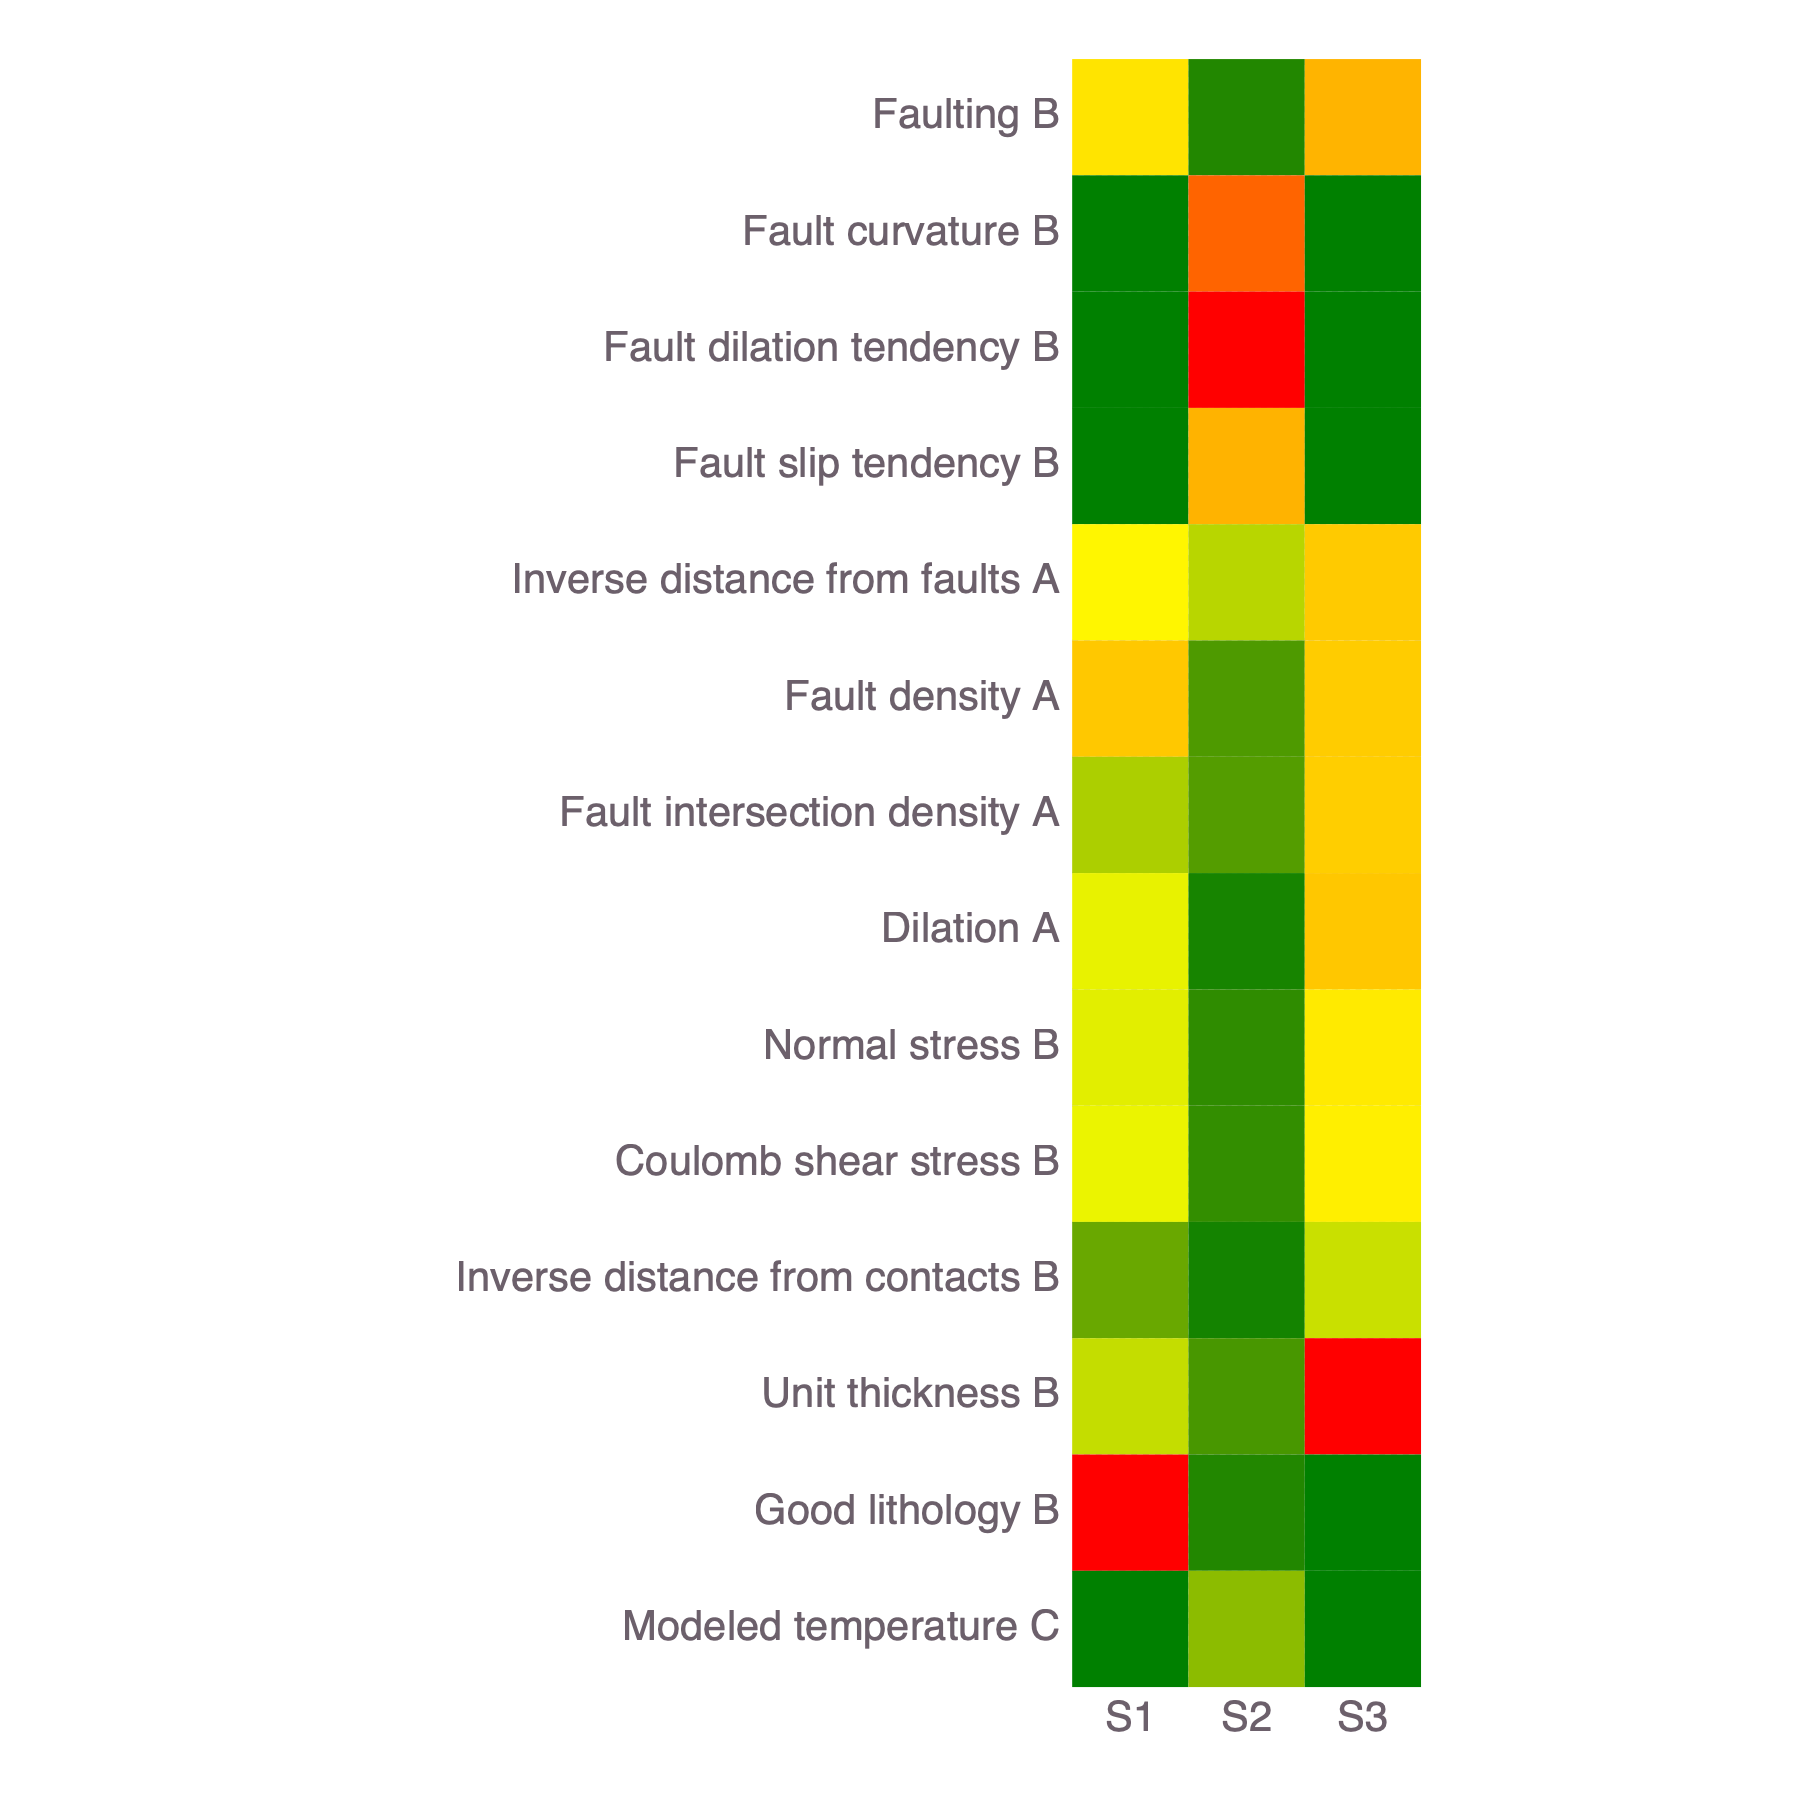 Faulting B
Fault curvature B
Fault dilation tendency B
Fault slip tendency B
Inverse distance from faults A
Fault density A
Fault intersection density A
Dilation A
Normal stress B
Coulomb shear stress B
Inverse distance from contacts B
Unit thickness B
Good lithology B
Modeled temperature C
S1 S2 S3